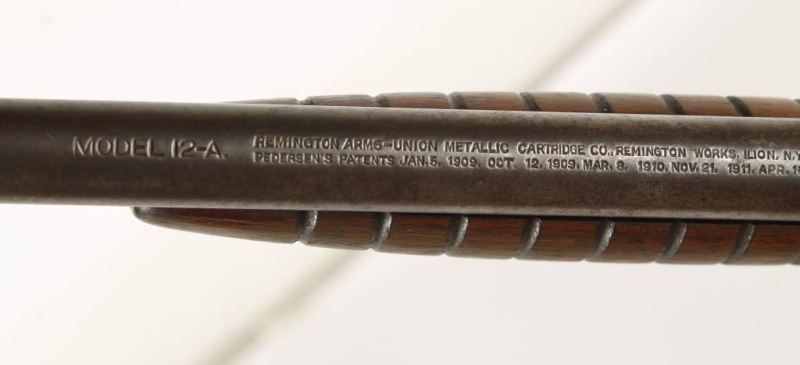 MODEL 12-A.
REMINGTON ARMS-UNION METALLIC CARTRIDGE CO., REMINGTON WORKS, ILION, N.Y.
PEDERSEN'S PATENTS JAN. 5, 1909, OCT. 12, 1909, MAR. 8, 1910, NOV. 21, 1911, APR. 1